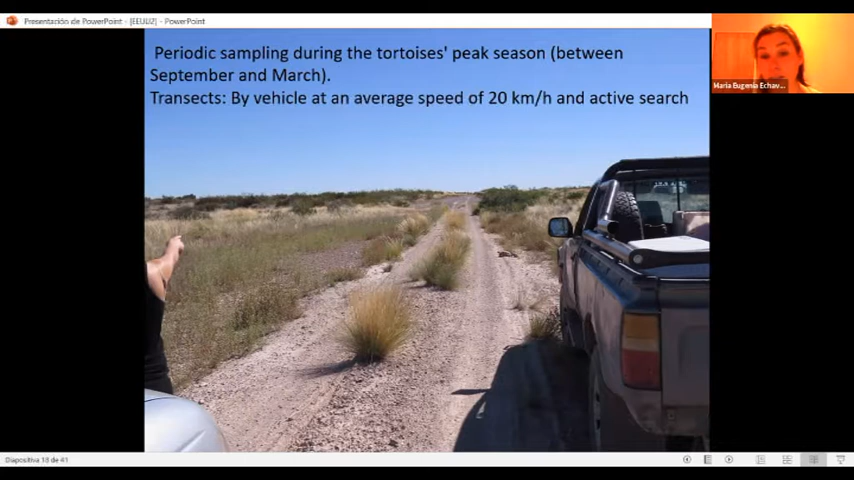 Presentación de PowerPoint - [EEUU2] - PowerPoint
Periodic sampling during the tortoises' peak season (between
September and March).
Transects: By vehicle at an average speed of 20 km/h and active search
Maria Eugenia Echav...
Diapositiva 18 de 41